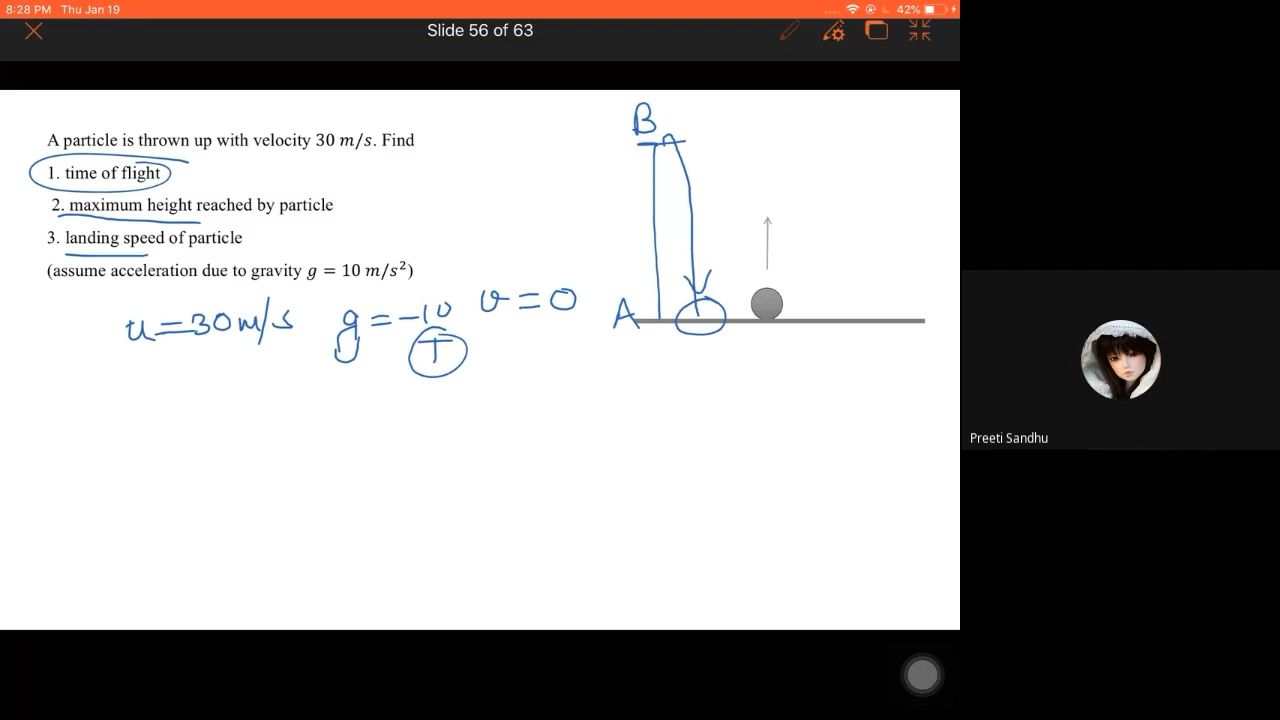 8:28 PM Thu Jan 19
42%
Slide 56 of 63
A particle is thrown up with velocity 30 m/s. Find
1. time of flight
2. maximum height reached by particle
3. landing speed of particle
(assume acceleration due to gravity g = 10 m/s²)
u = 30 m/s g = -10 v = 0
T
B
A
Preeti Sandhu